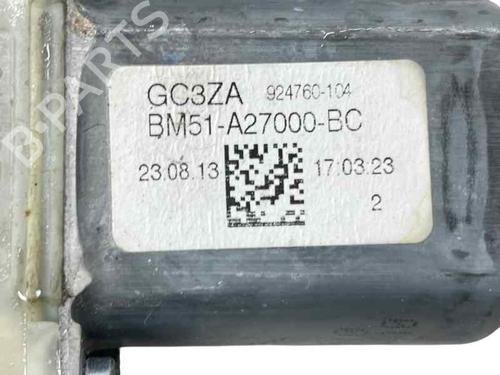 B-PARTS
GC3ZA 924760-104
BM51-A27000-BC
23.08.13 17:03:23
2